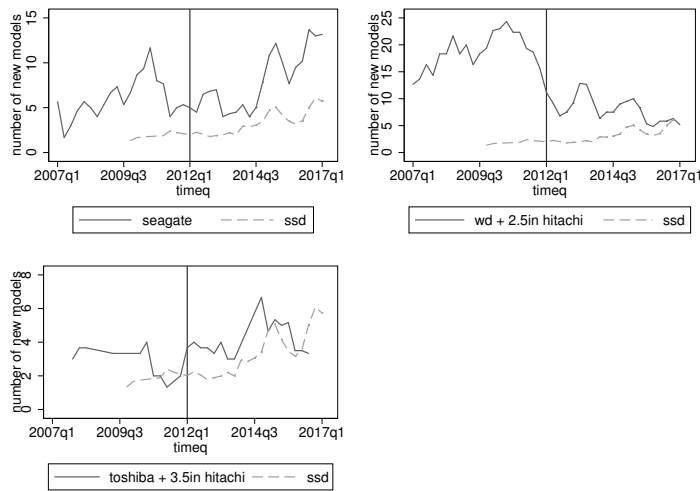 number of new models
15
10
5
0
2007q1 2009q3 2012q1 2014q3 2017q1
timeq
seagate ssd
number of new models
25
20
15
10
5
0
2007q1 2009q3 2012q1 2014q3 2017q1
timeq
wd + 2.5in hitachi ssd
number of new models
8
6
4
2
0
2007q1 2009q3 2012q1 2014q3 2017q1
timeq
toshiba + 3.5in hitachi ssd